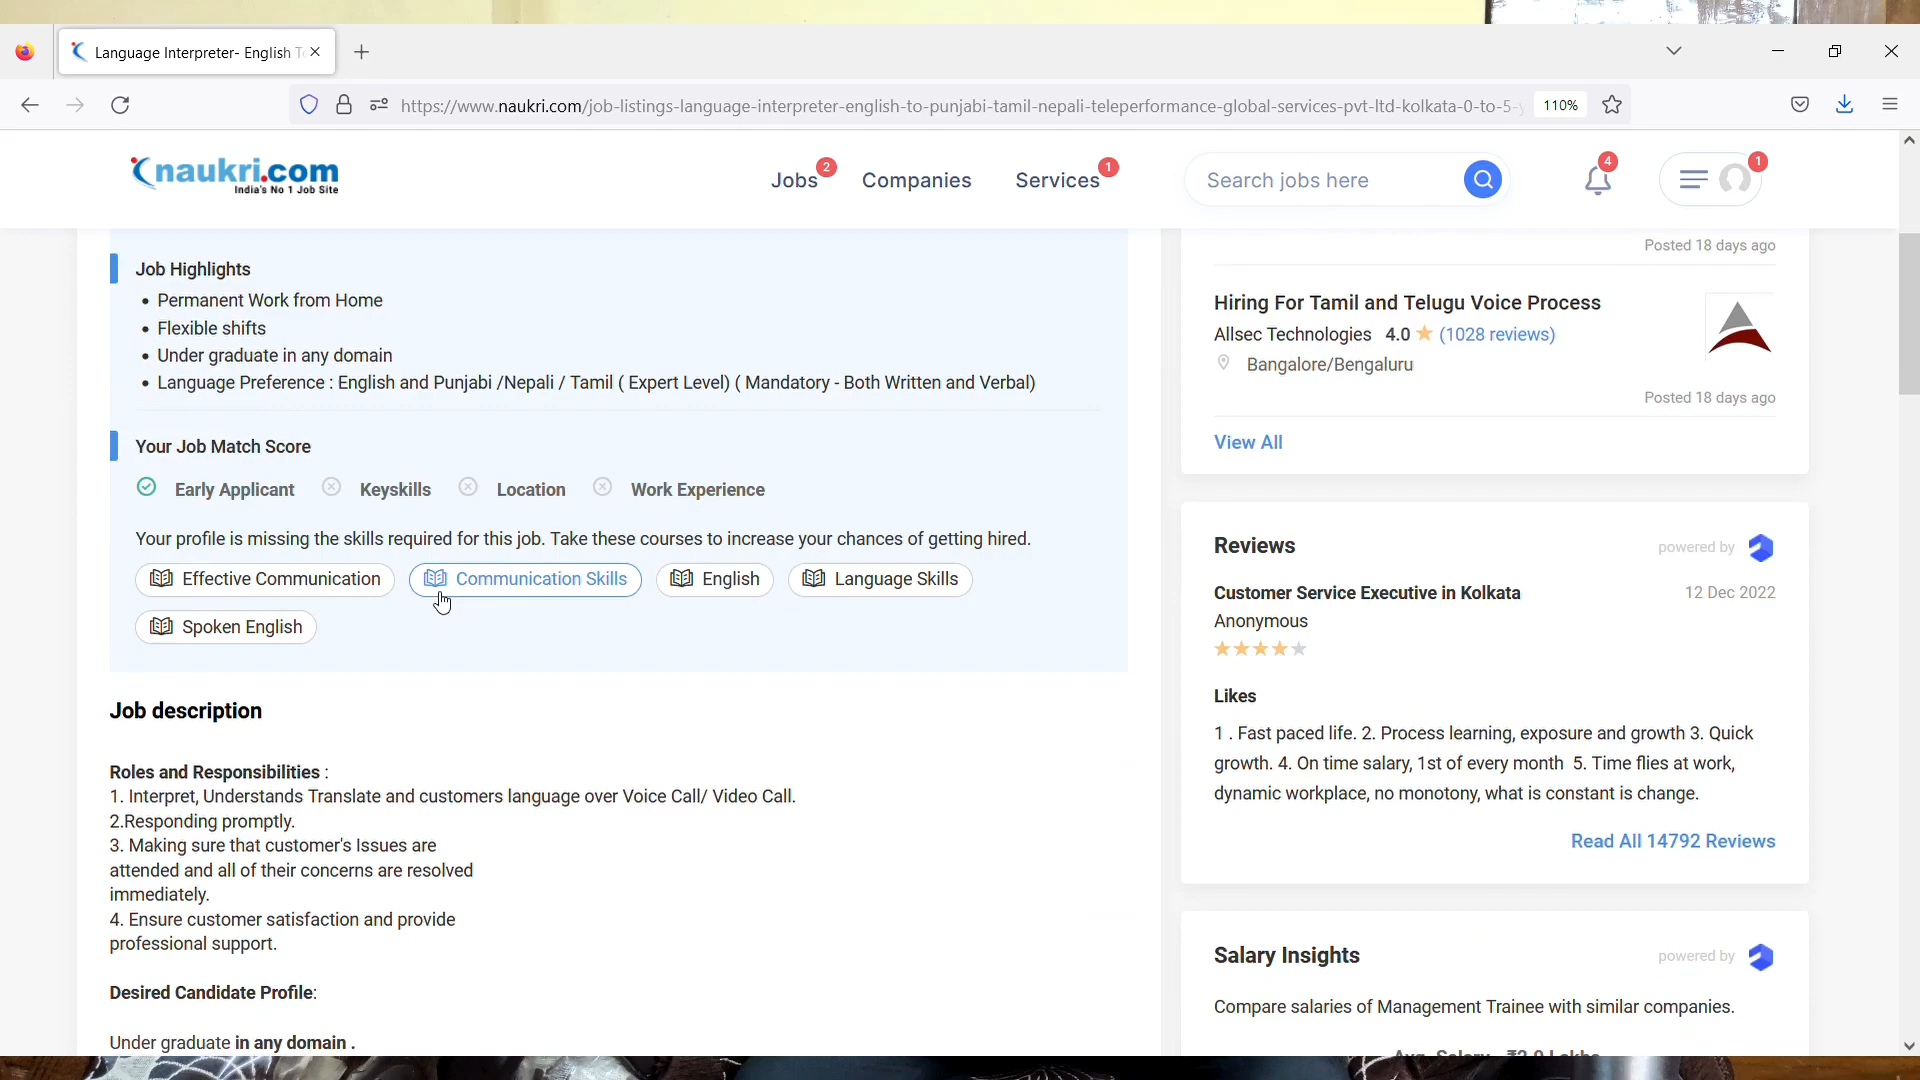 Language Interpreter- English To
https://www.naukri.com/job-listings-language-interpreter-english-to-punjabi-tamil-nepali-teleperformance-global-services-pvt-ltd-kolkata-0-to-5-y
110%
naukri.com
India's No 1 Job Site
Jobs 2
Companies
Services 1
Search jobs here
4
1
Job Highlights
• Permanent Work from Home
• Flexible shifts
• Under graduate in any domain
• Language Preference : English and Punjabi /Nepali / Tamil ( Expert Level) ( Mandatory - Both Written and Verbal)
Your Job Match Score
Early Applicant Keyskills Location Work Experience
Your profile is missing the skills required for this job. Take these courses to increase your chances of getting hired.
Effective Communication Communication Skills English Language Skills
Spoken English
Job description
Roles and Responsibilities :
1. Interpret, Understands Translate and customers language over Voice Call/ Video Call.
2.Responding promptly.
3. Making sure that customer's Issues are
attended and all of their concerns are resolved
immediately.
4. Ensure customer satisfaction and provide
professional support.
Desired Candidate Profile:
Under graduate in any domain .
Posted 18 days ago
Hiring For Tamil and Telugu Voice Process
Allsec Technologies 4.0 (1028 reviews)
Bangalore/Bengaluru
Posted 18 days ago
View All
Reviews
powered by
Customer Service Executive in Kolkata
12 Dec 2022
Anonymous
Likes
1 . Fast paced life. 2. Process learning, exposure and growth 3. Quick
growth. 4. On time salary, 1st of every month 5. Time flies at work,
dynamic workplace, no monotony, what is constant is change.
Read All 14792 Reviews
Salary Insights
powered by
Compare salaries of Management Trainee with similar companies.